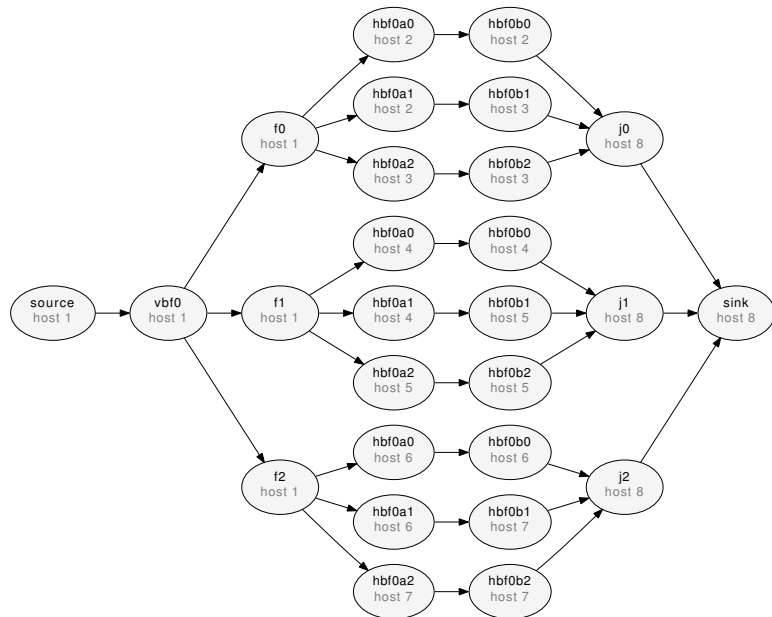 hbf0a0
host 2
hbf0b0
host 2
hbf0a1
host 2
hbf0b1
host 3
f0
host 1
j0
host 8
hbf0a2
host 3
hbf0b2
host 3
hbf0a0
host 4
hbf0b0
host 4
source
host 1
vbf0
host 1
f1
host 1
hbf0a1
host 4
hbf0b1
host 5
j1
host 8
sink
host 8
hbf0a2
host 5
hbf0b2
host 5
hbf0a0
host 6
hbf0b0
host 6
f2
host 1
j2
host 8
hbf0a1
host 6
hbf0b1
host 7
hbf0a2
host 7
hbf0b2
host 7